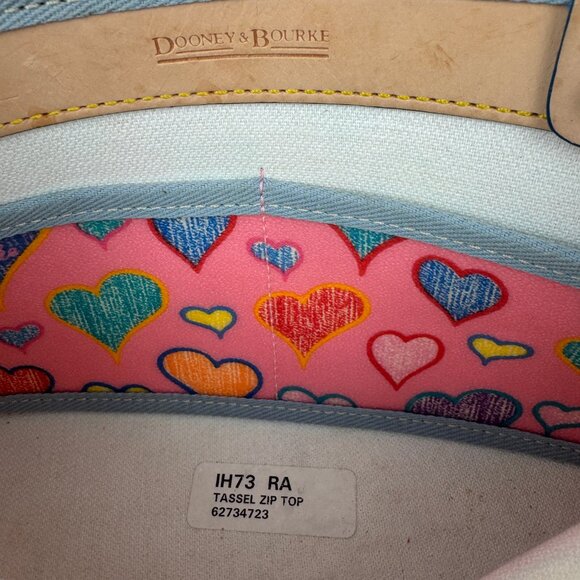 DOONEY & BOURKE
IH73 RA
TASSEL ZIP TOP
62734723